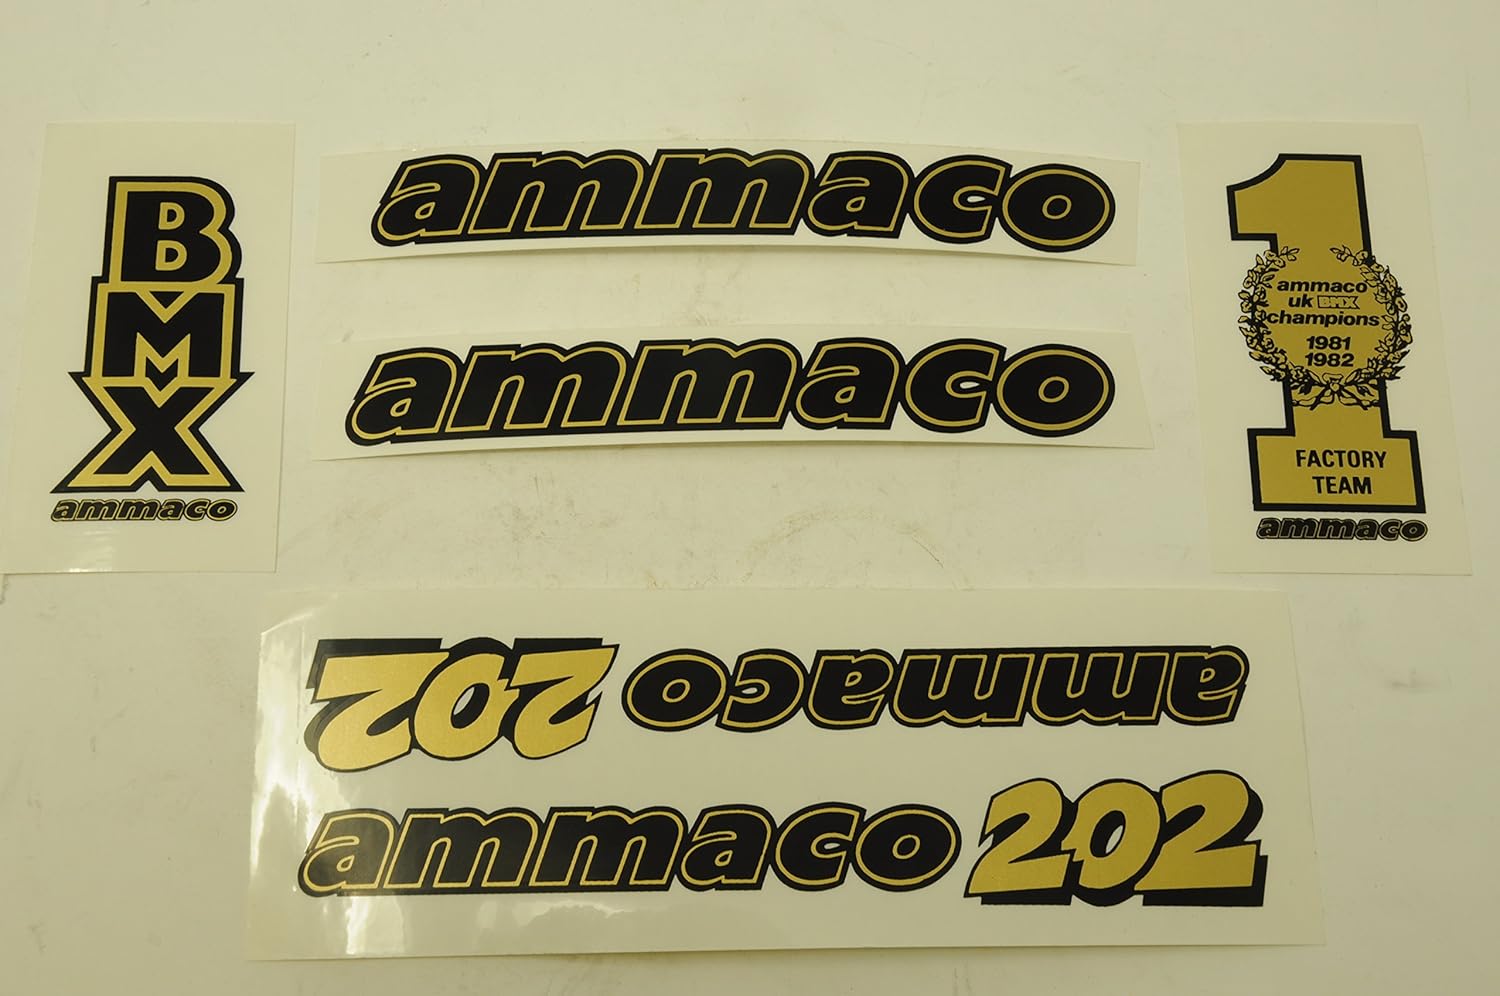 BMX
ammaco
ammaco
ammaco
1
ammaco
uk BMX
champions
1981
1982
FACTORY
TEAM
ammaco
ammaco 202
ammaco 202